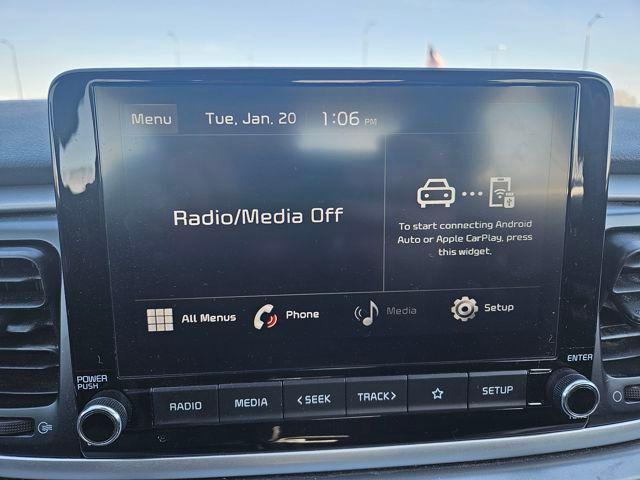 Menu Tue, Jan. 20 1:06 PM
Radio/Media Off
To start connecting Android
Auto or Apple CarPlay, press
this widget.
All Menus Phone Media Setup
POWER
PUSH
ENTER
RADIO MEDIA <SEEK TRACK> ☆ SETUP